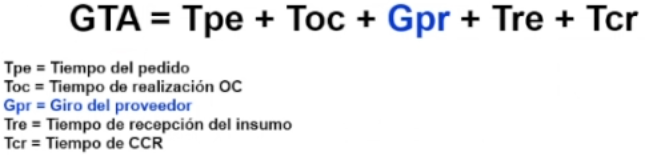 GTA = Tpe + Toc + Gpr + Tre + Tcr
Tpe = Tiempo del pedido
Toc = Tiempo de realización OC
Gpr = Giro del proveedor
Tre = Tiempo de recepción del insumo
Tcr = Tiempo de CCR